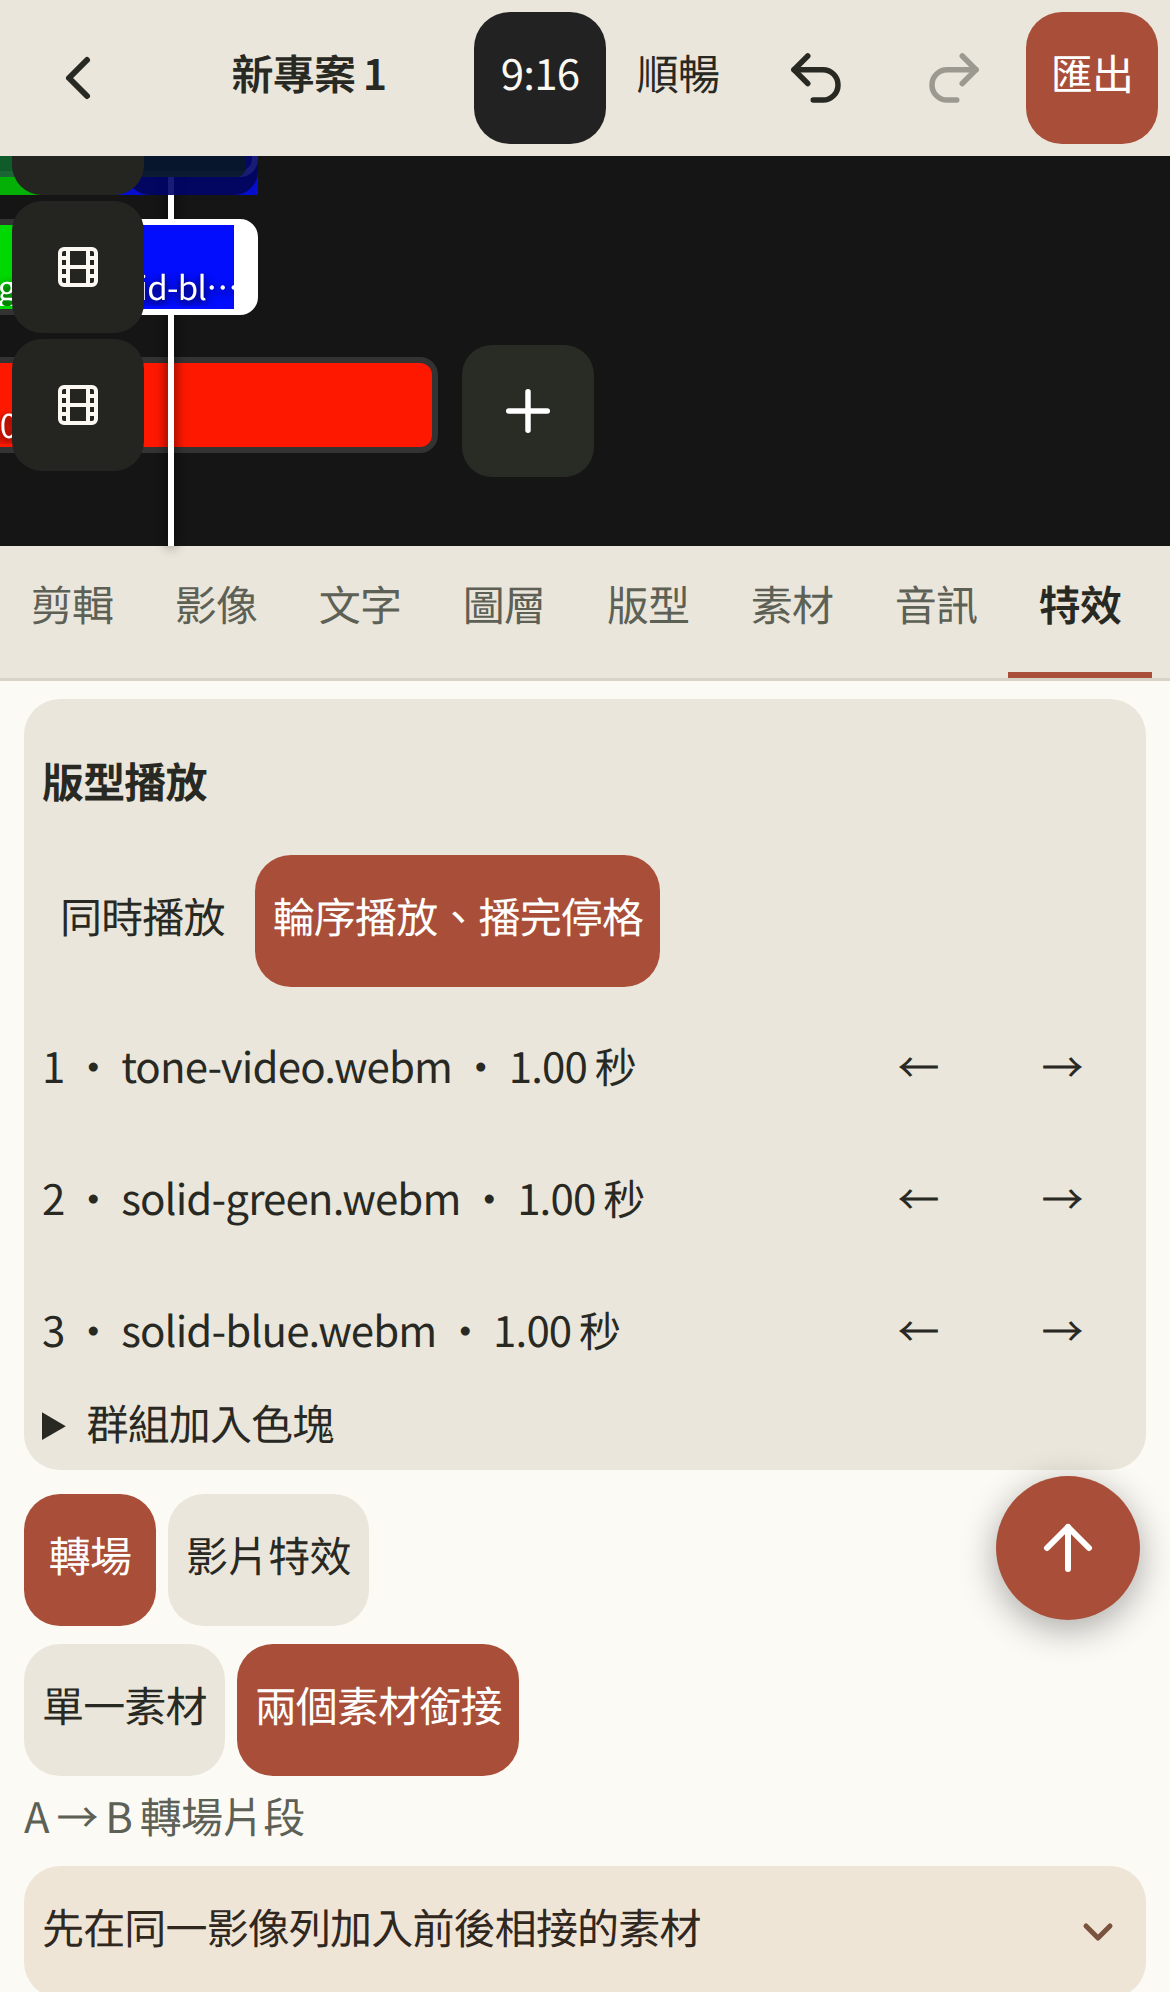 新專案 1
9:16
順暢
匯出
g
id-bl…
0
剪輯 影像 文字 圖層 版型 素材 音訊 特效
版型播放
同時播放
輪序播放、播完停格
1 · tone-video.webm · 1.00 秒 ← →
2 · solid-green.webm · 1.00 秒 ← →
3 · solid-blue.webm · 1.00 秒 ← →
▶ 群組加入色塊
轉場
影片特效
單一素材
兩個素材銜接
A → B 轉場片段
先在同一影像列加入前後相接的素材